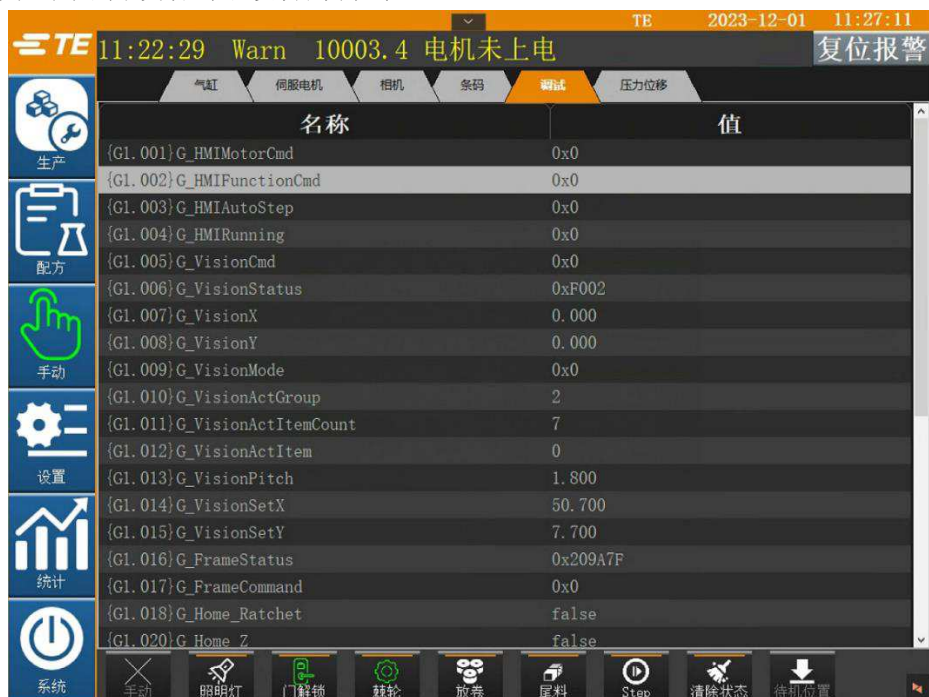 TE 2023-12-01 11:27:11
TE 11:22:29 Warn 10003.4 电机未上电 复位报警
气缸 伺服电机 相机 条码 调试 压力位移
名称 值
{G1.001}G_HMIMotorCmd 0x0
{G1.002}G_HMIFunctionCmd 0x0
{G1.003}G_HMIAutoStep 0x0
{G1.004}G_HMIRunning 0x0
{G1.005}G_VisionCmd 0x0
{G1.006}G_VisionStatus 0xF002
{G1.007}G_VisionX 0.000
{G1.008}G_VisionY 0.000
{G1.009}G_VisionMode 0x0
{G1.010}G_VisionActGroup 2
{G1.011}G_VisionActItemCount 7
{G1.012}G_VisionActItem 0
{G1.013}G_VisionPitch 1.800
{G1.014}G_VisionSetX 50.700
{G1.015}G_VisionSetY 7.700
{G1.016}G_FrameStatus 0x209A7F
{G1.017}G_FrameCommand 0x0
{G1.018}G_Home_Ratchet false
{G1.020}G_Home_Z false
生产
配方
手动
设置
统计
系统
手动 照明灯 门解锁 棘轮 放卷 尾料 Step 清除状态 待机位置